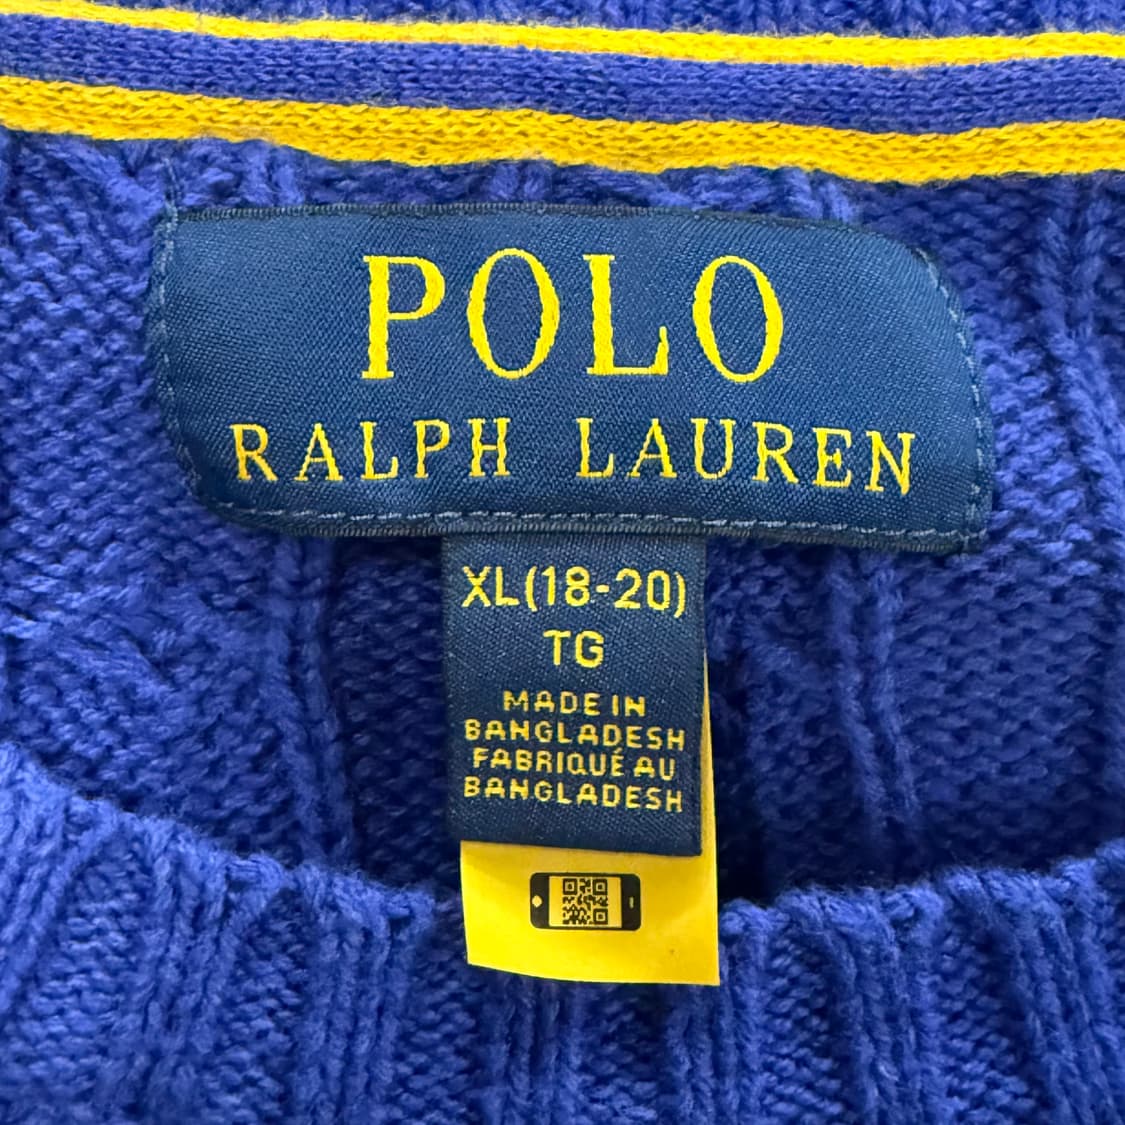 POLO
RALPH LAUREN
XL(18-20)
TG
MADE IN
BANGLADESH
FABRIQUÉ AU
BANGLADESH